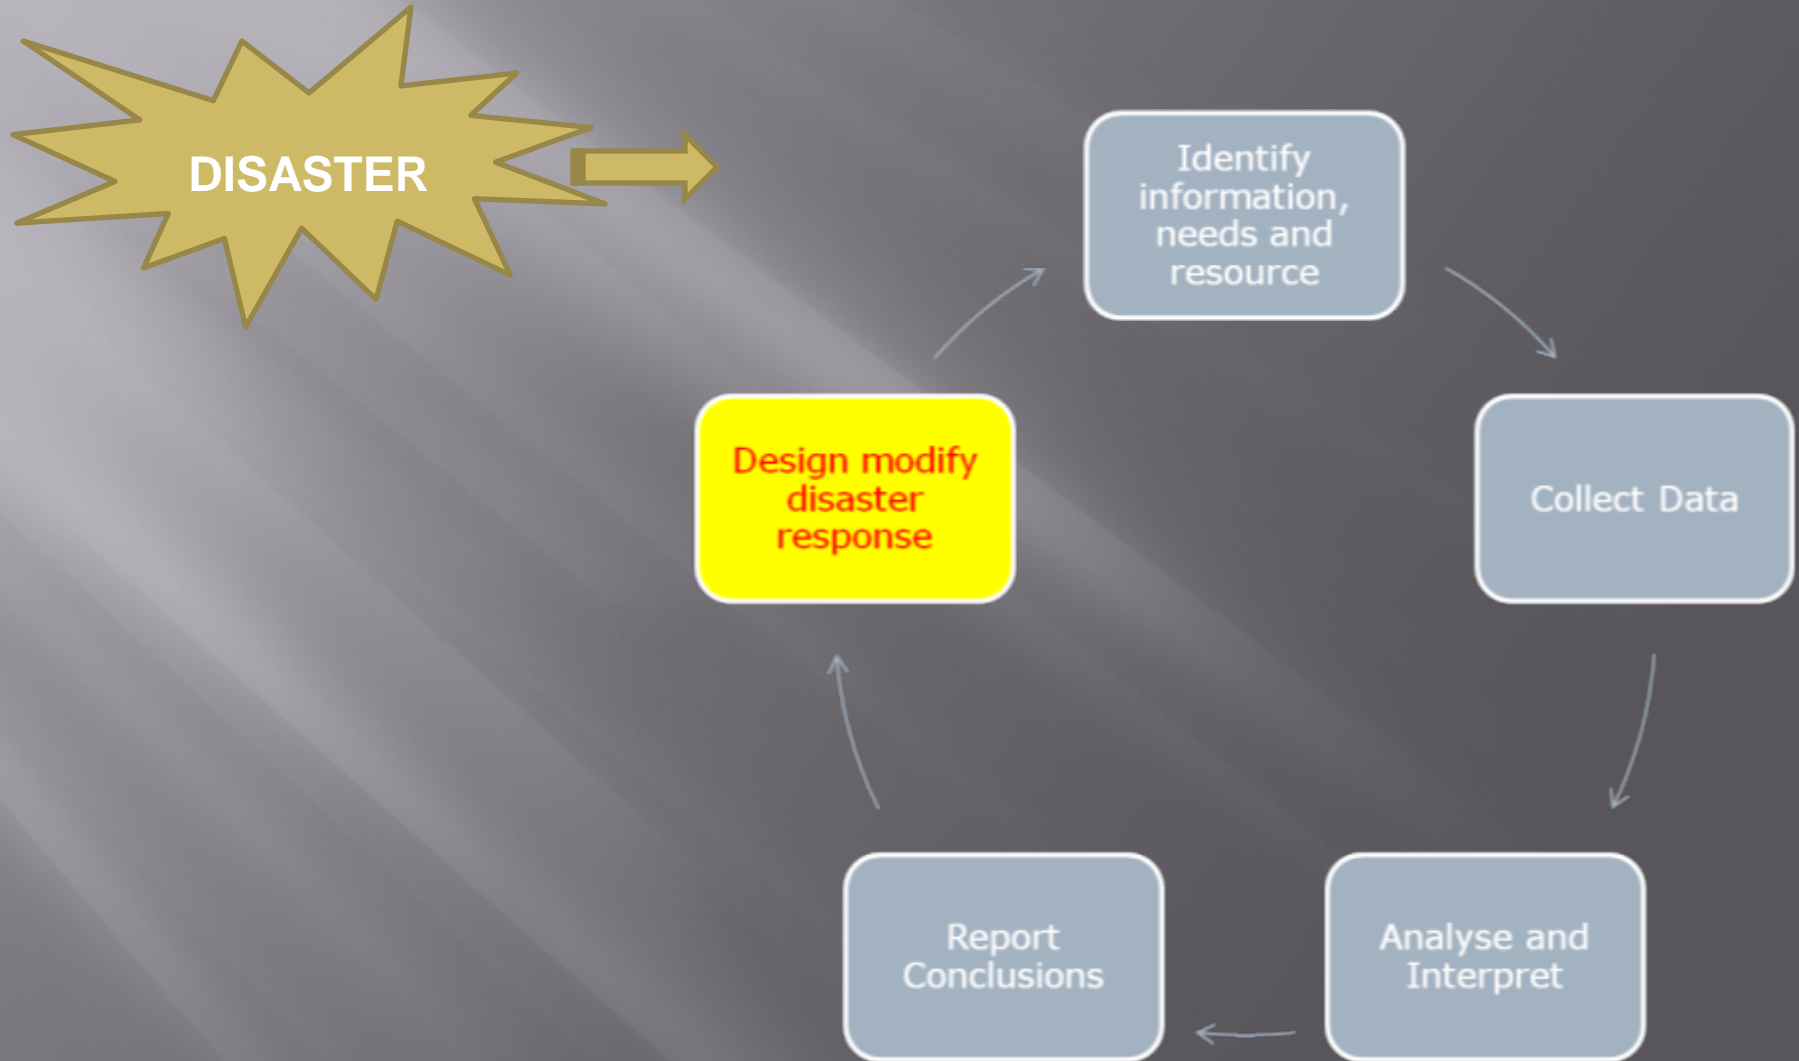 DISASTER
Identify
information,
needs and
resource
Design modify
disaster
response
Collect Data
Report
Conclusions
Analyse and
Interpret